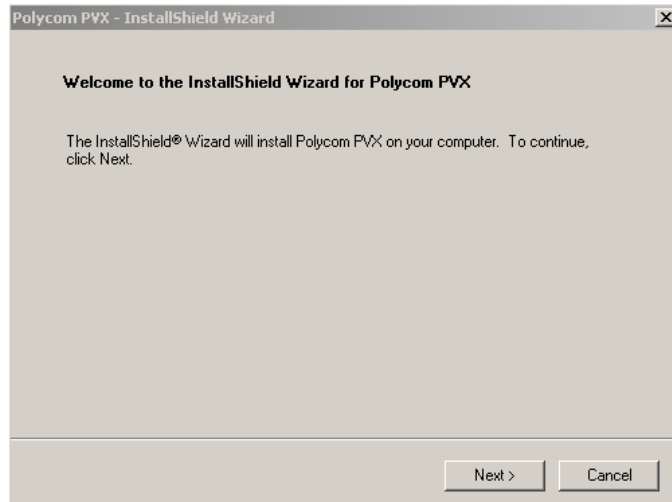 Polycom PVX - InstallShield Wizard
Welcome to the InstallShield Wizard for Polycom PVX
The InstallShield® Wizard will install Polycom PVX on your computer.  To continue,
click Next.
Next >
Cancel